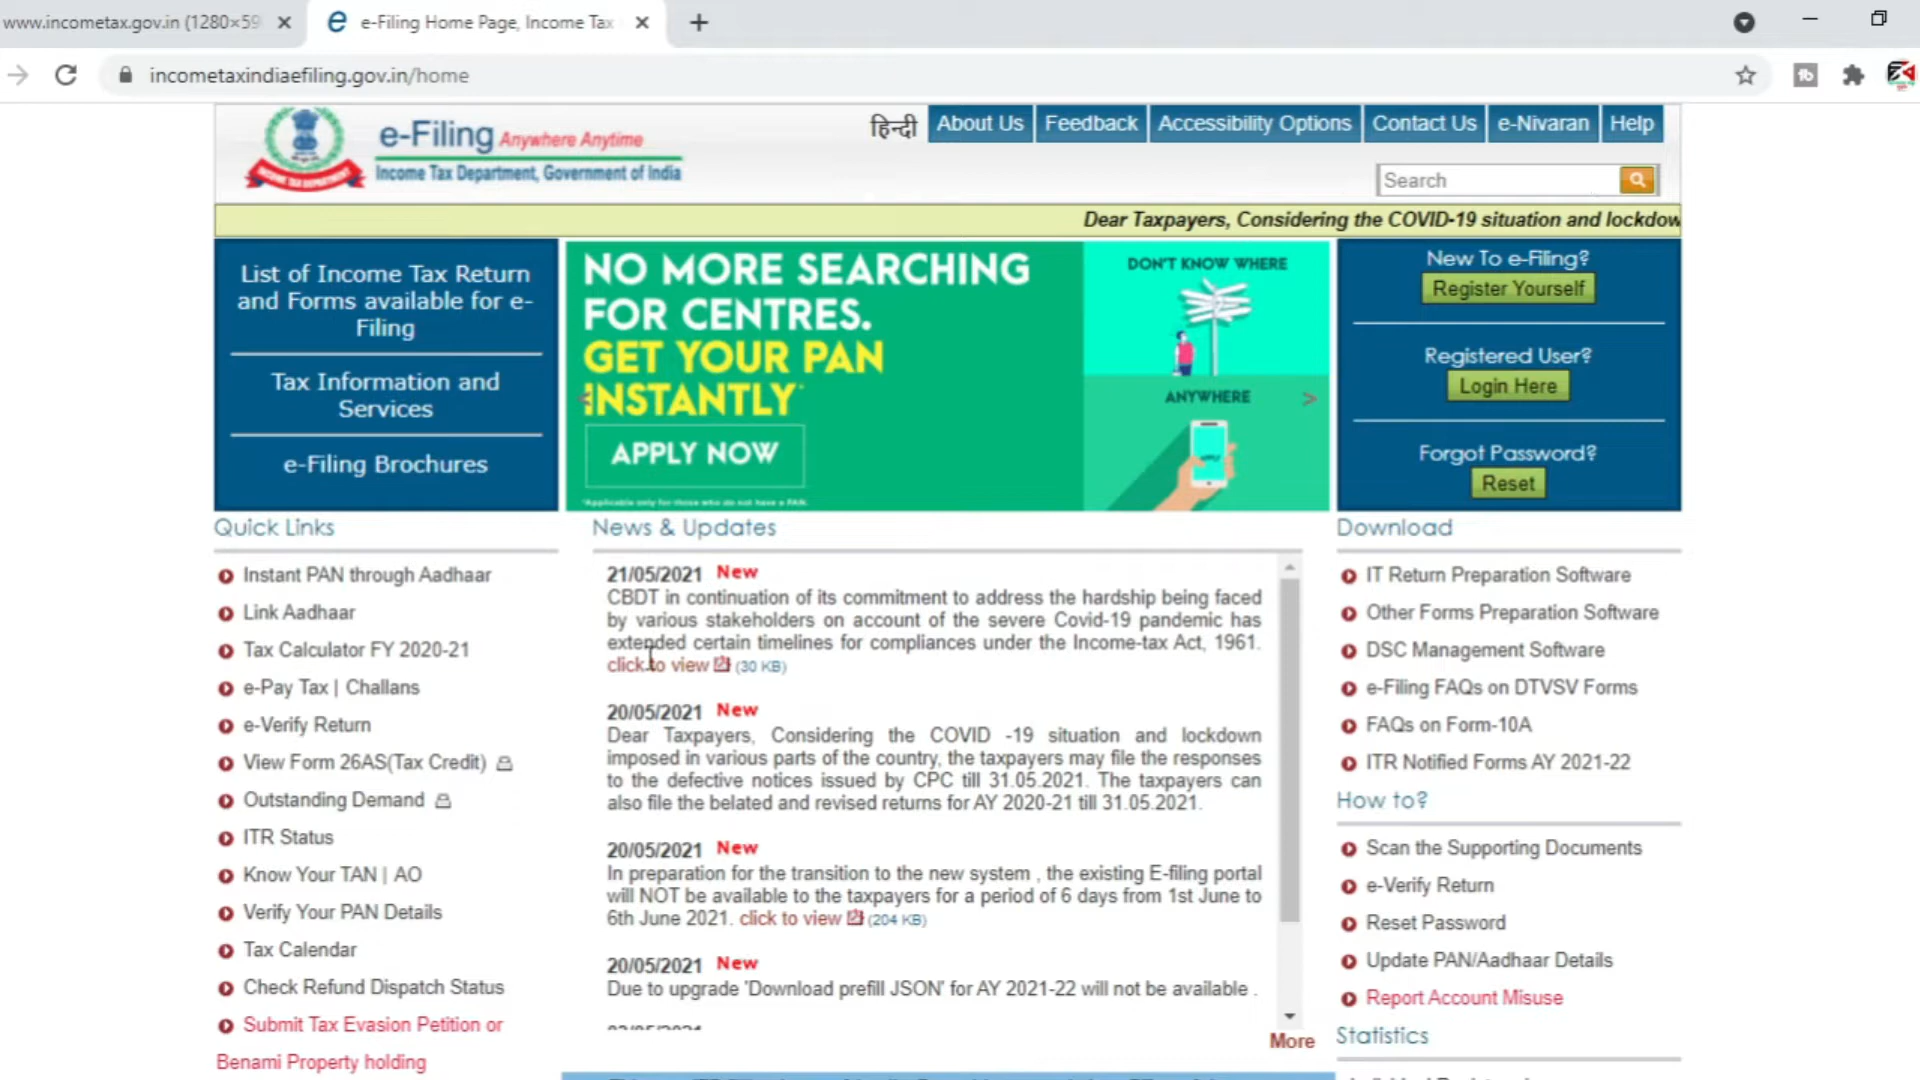 www.incometax.gov.in (1280×59
e-Filing Home Page, Income Tax
incometaxindiaefiling.gov.in/home
e-Filing Anywhere Anytime
Income Tax Department, Government of India
INCOME TAX DEPARTMENT
हिन्दी About Us Feedback Accessibility Options Contact Us e-Nivaran Help
Search
Dear Taxpayers, Considering the COVID-19 situation and lockdow
List of Income Tax Return
and Forms available for e-
Filing
Tax Information and
Services
e-Filing Brochures
NO MORE SEARCHING
FOR CENTRES.
GET YOUR PAN
INSTANTLY*
APPLY NOW
*Applicable only for those who do not have a PAN.
DON'T KNOW WHERE
ANYWHERE
APPLY
New To e-Filing?
Register Yourself
Registered User?
Login Here
Forgot Password?
Reset
Quick Links
Instant PAN through Aadhaar
Link Aadhaar
Tax Calculator FY 2020-21
e-Pay Tax | Challans
e-Verify Return
View Form 26AS(Tax Credit)
Outstanding Demand
ITR Status
Know Your TAN | AO
Verify Your PAN Details
Tax Calendar
Check Refund Dispatch Status
Submit Tax Evasion Petition or
Benami Property holding
News & Updates
21/05/2021 New
CBDT in continuation of its commitment to address the hardship being faced
by various stakeholders on account of the severe Covid-19 pandemic has
extended certain timelines for compliances under the Income-tax Act, 1961.
click to view (30 KB)
20/05/2021 New
Dear Taxpayers, Considering the COVID -19 situation and lockdown
imposed in various parts of the country, the taxpayers may file the responses
to the defective notices issued by CPC till 31.05.2021. The taxpayers can
also file the belated and revised returns for AY 2020-21 till 31.05.2021.
20/05/2021 New
In preparation for the transition to the new system , the existing E-filing portal
will NOT be available to the taxpayers for a period of 6 days from 1st June to
6th June 2021. click to view (204 KB)
20/05/2021 New
Due to upgrade 'Download prefill JSON' for AY 2021-22 will not be available .
More
Download
IT Return Preparation Software
Other Forms Preparation Software
DSC Management Software
e-Filing FAQs on DTVSV Forms
FAQs on Form-10A
ITR Notified Forms AY 2021-22
How to?
Scan the Supporting Documents
e-Verify Return
Reset Password
Update PAN/Aadhaar Details
Report Account Misuse
Statistics